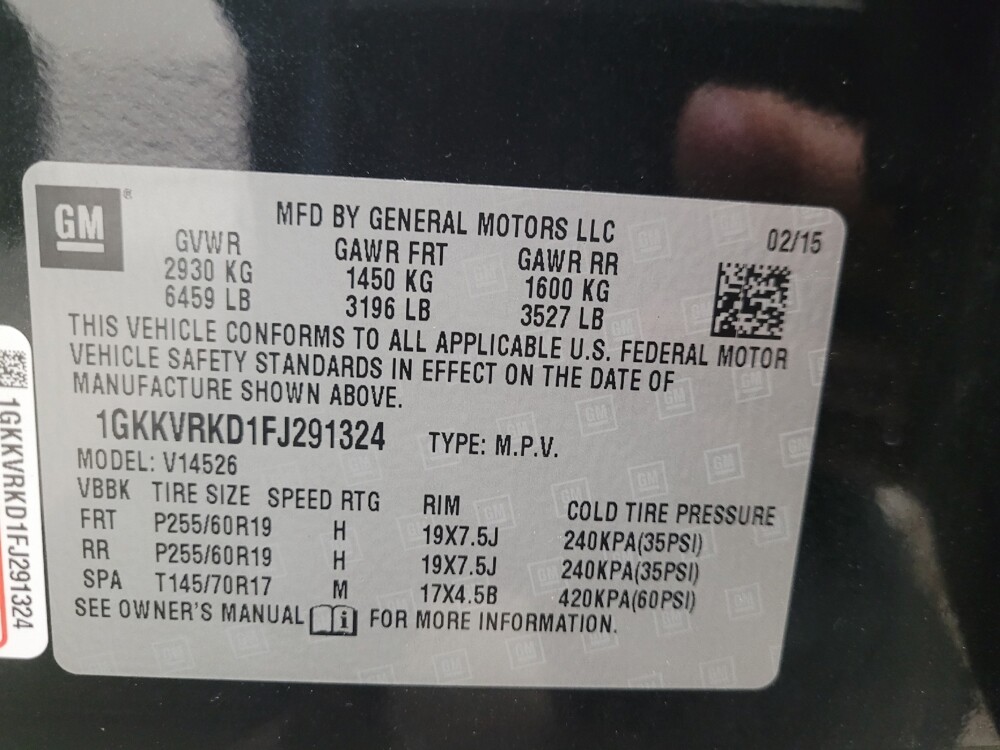 GM®
MFD BY GENERAL MOTORS LLC
02/15
GVWR GAWR FRT GAWR RR
2930 KG 1450 KG 1600 KG
6459 LB 3196 LB 3527 LB
THIS VEHICLE CONFORMS TO ALL APPLICABLE U.S. FEDERAL MOTOR
VEHICLE SAFETY STANDARDS IN EFFECT ON THE DATE OF
MANUFACTURE SHOWN ABOVE.
1GKKVRKD1FJ291324 TYPE: M.P.V.
MODEL: V14526
VBBK TIRE SIZE SPEED RTG RIM COLD TIRE PRESSURE
FRT P255/60R19 H 19X7.5J 240KPA(35PSI)
RR P255/60R19 H 19X7.5J 240KPA(35PSI)
SPA T145/70R17 M 17X4.5B 420KPA(60PSI)
SEE OWNER'S MANUAL i FOR MORE INFORMATION.
1GKKVRKD1FJ291324